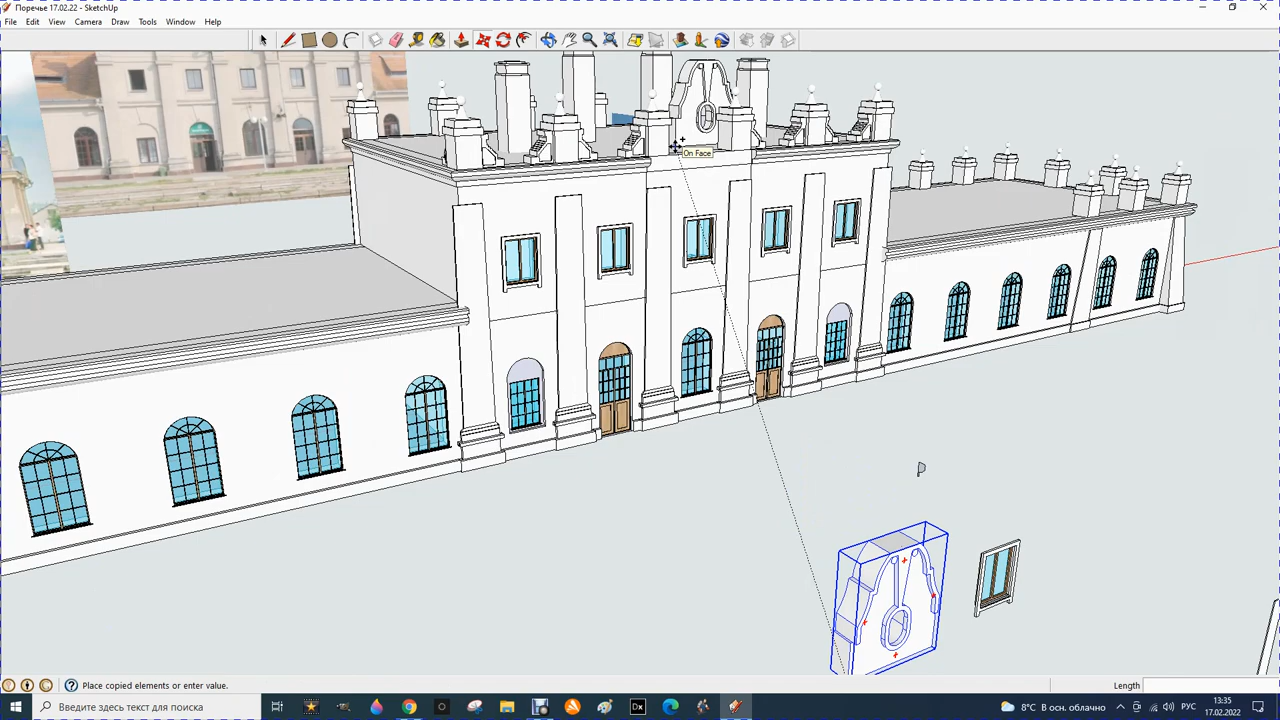 Поречье 17.02.22 - SketchUp
File Edit View Camera Draw Tools Window Help
On Face
Place copied elements or enter value.
Length
Введите здесь текст для поиска
Dx
8°C В осн. облачно
РУС
13:35
17.02.2022